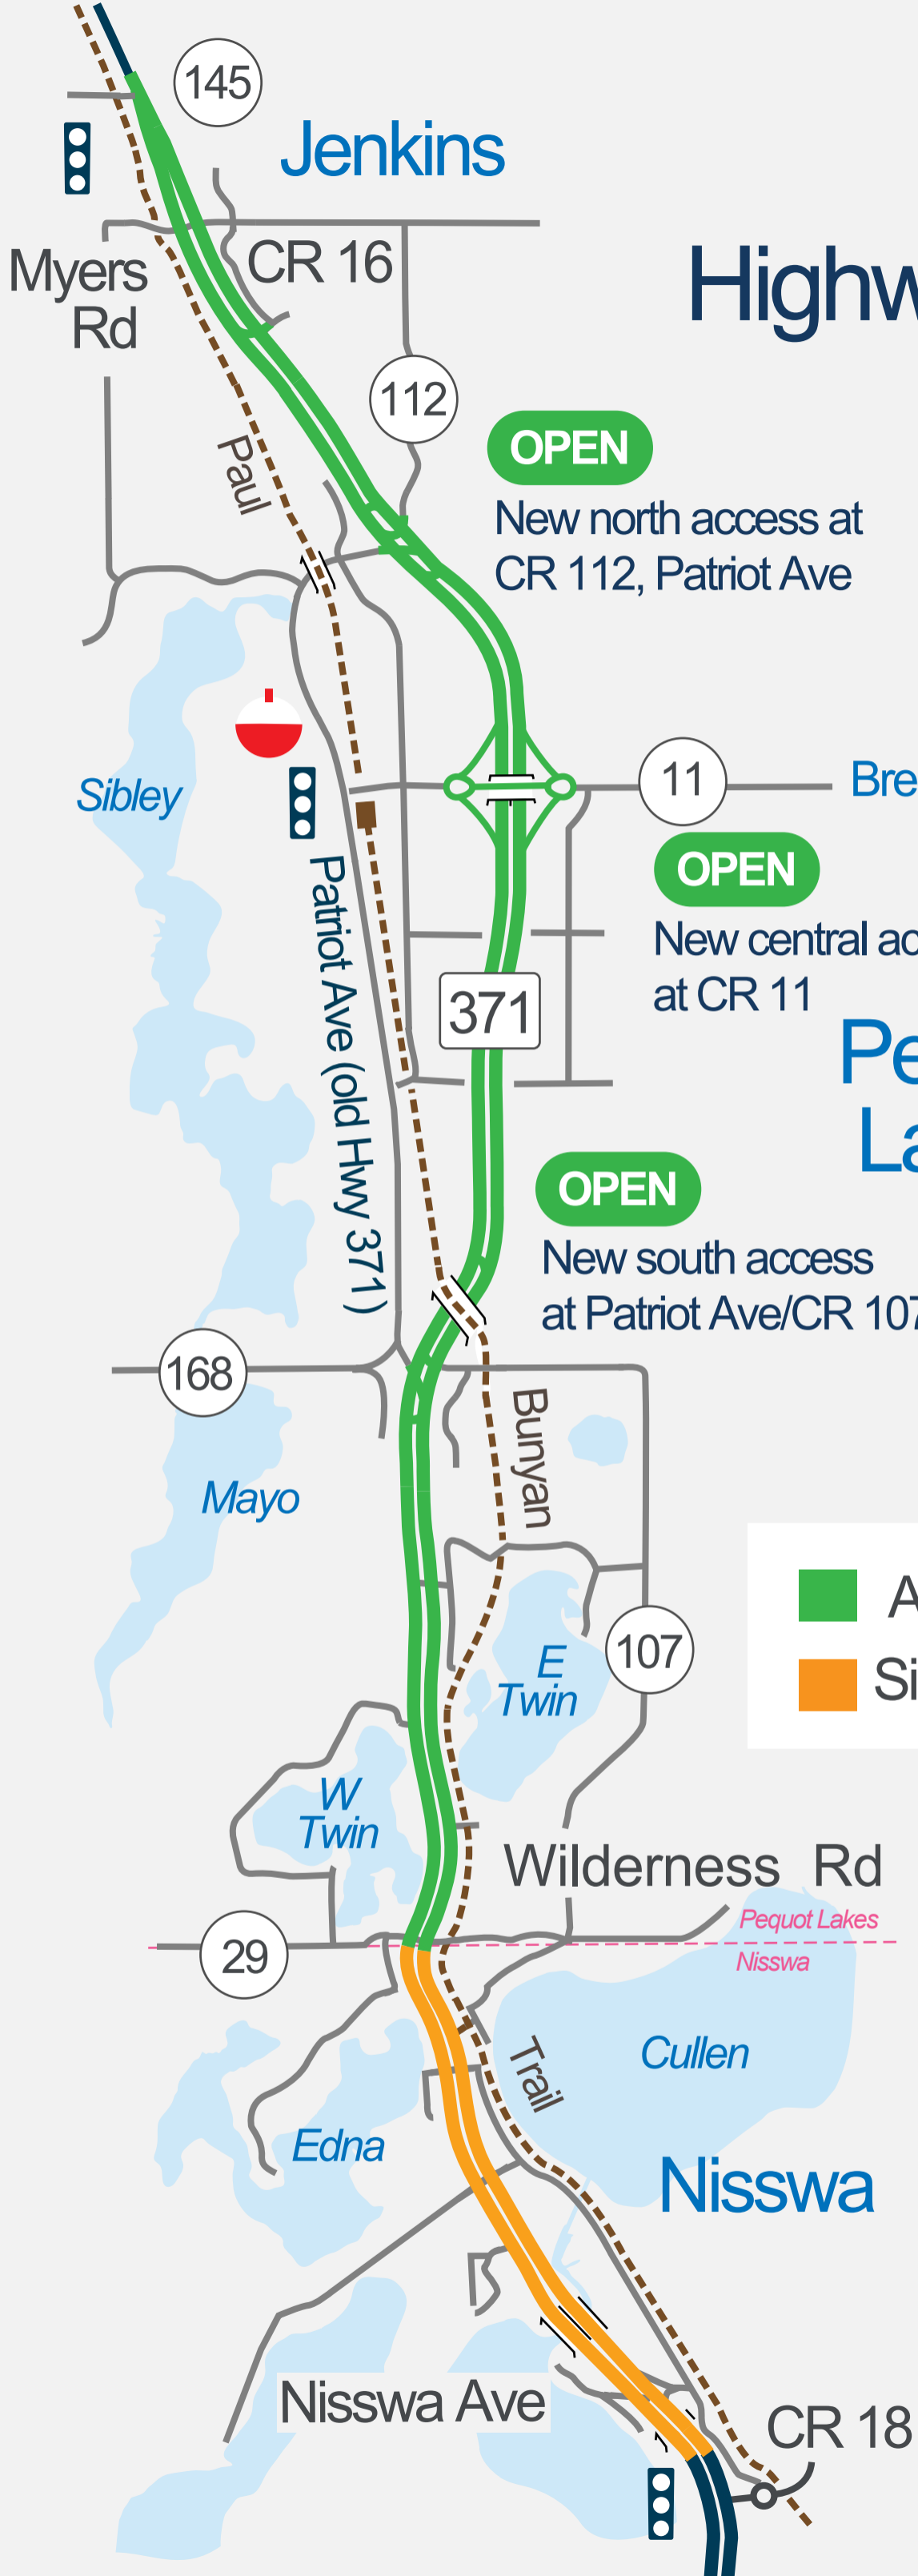 145
Jenkins
Myers
Rd
CR 16
Highw
112
Paul
OPEN
New north access at
CR 112, Patriot Ave
Sibley
11
Bre
OPEN
New central ac
at CR 11
Patriot Ave (old Hwy 371)
371
Pe
La
OPEN
New south access
at Patriot Ave/CR 107
168
Bunyan
Mayo
A
Si
E
Twin
107
W
Twin
Wilderness Rd
Pequot Lakes
Nisswa
29
Trail
Cullen
Edna
Nisswa
Nisswa Ave
CR 18